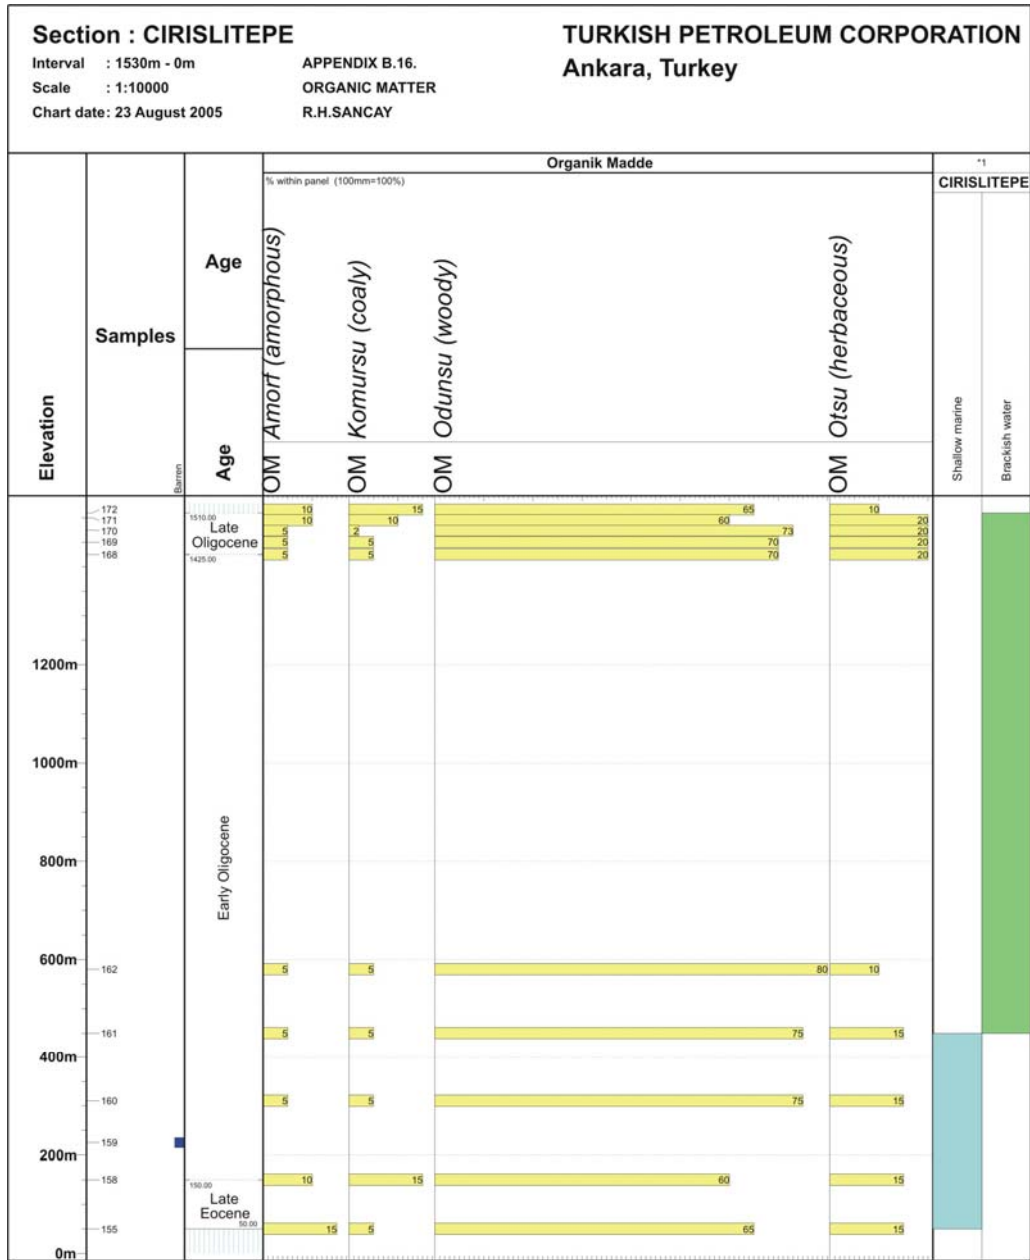 Section : CIRISLITEPE
Interval : 1530m - 0m
Scale : 1:10000
Chart date: 23 August 2005
APPENDIX B.16.
ORGANIC MATTER
R.H.SANCAY
TURKISH PETROLEUM CORPORATION
Ankara, Turkey
Elevation
Samples
Barren
Age
Age
Organik Madde
% within panel (100mm=100%)
OM Amorf (amorphous)
OM Komursu (coaly)
OM Odunsu (woody)
OM Otsu (herbaceous)
*1
CIRISLITEPE
Shallow marine
Brackish water
172 10 15 65 10
1510.00
171 10 10 60 20
Late
170 5 2 73 20
Oligocene
169 5 5 70 20
168 5 5 70 20
1425.00
1200m
1000m
800m
Early Oligocene
600m
162 5 5 80 10
161 5 5 75 15
400m
160 5 5 75 15
159
200m
158 10 15 60 15
150.00
Late
Eocene
50.00
155 15 5 65 15
0m